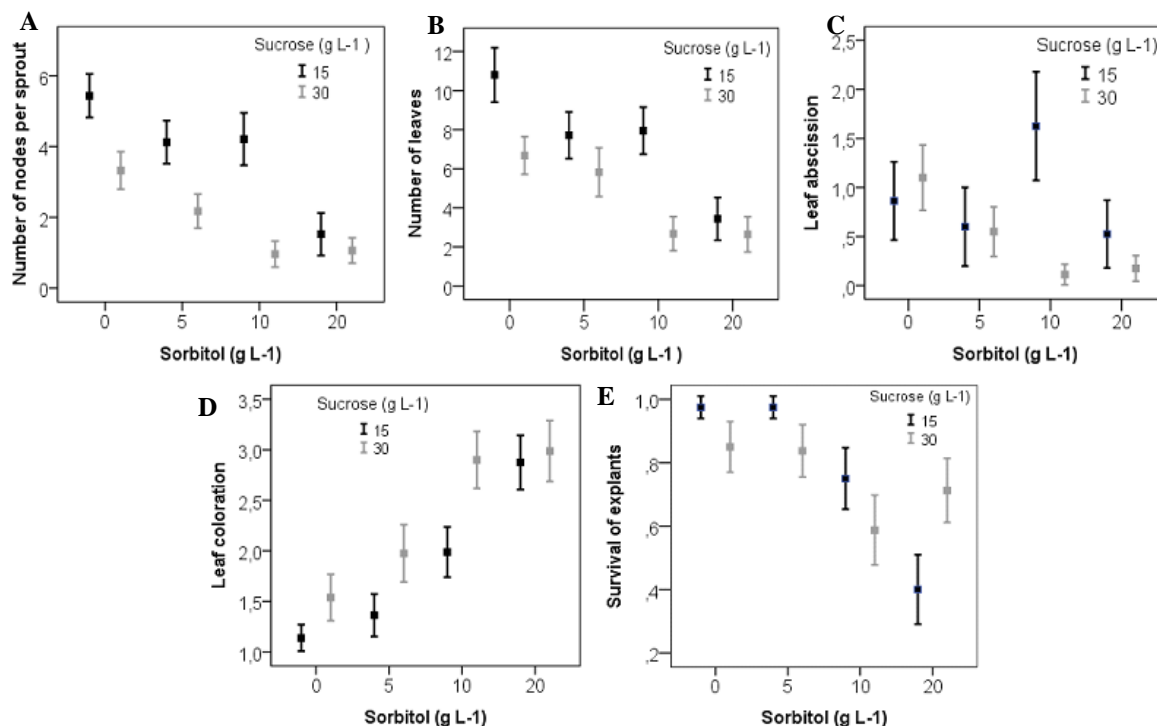 A
Number of nodes per sprout
Sucrose (g L-1 )
15
30
6
4
2
0
0 5 10 20
Sorbitol (g L-1)
B
Number of leaves
Sucrose (g L-1)
15
30
12
10
8
6
4
2
0
0 5 10 20
Sorbitol (g L-1 )
C
Leaf abscission
Sucrose (g L-1)
15
30
2,5
2,0
1,5
1,0
,5
,0
0 5 10 20
Sorbitol (g L-1)
D
Leaf coloration
Sucrose (g L-1)
15
30
3,5
3,0
2,5
2,0
1,5
1,0
0 5 10 20
Sorbitol (g L-1)
E
Survival of explants
Sucrose (g L-1)
15
30
1,0
,8
,6
,4
,2
0 5 10 20
Sorbitol (g L-1)